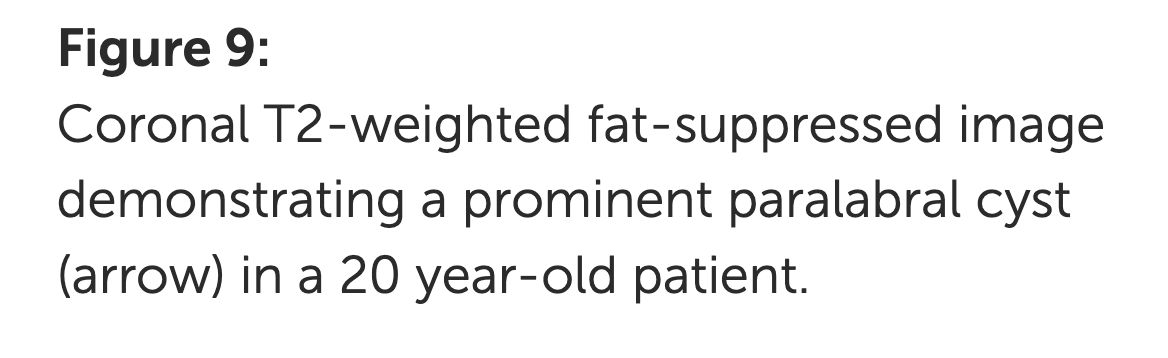 Figure 9:
Coronal T2-weighted fat-suppressed image
demonstrating a prominent paralabral cyst
(arrow) in a 20 year-old patient.